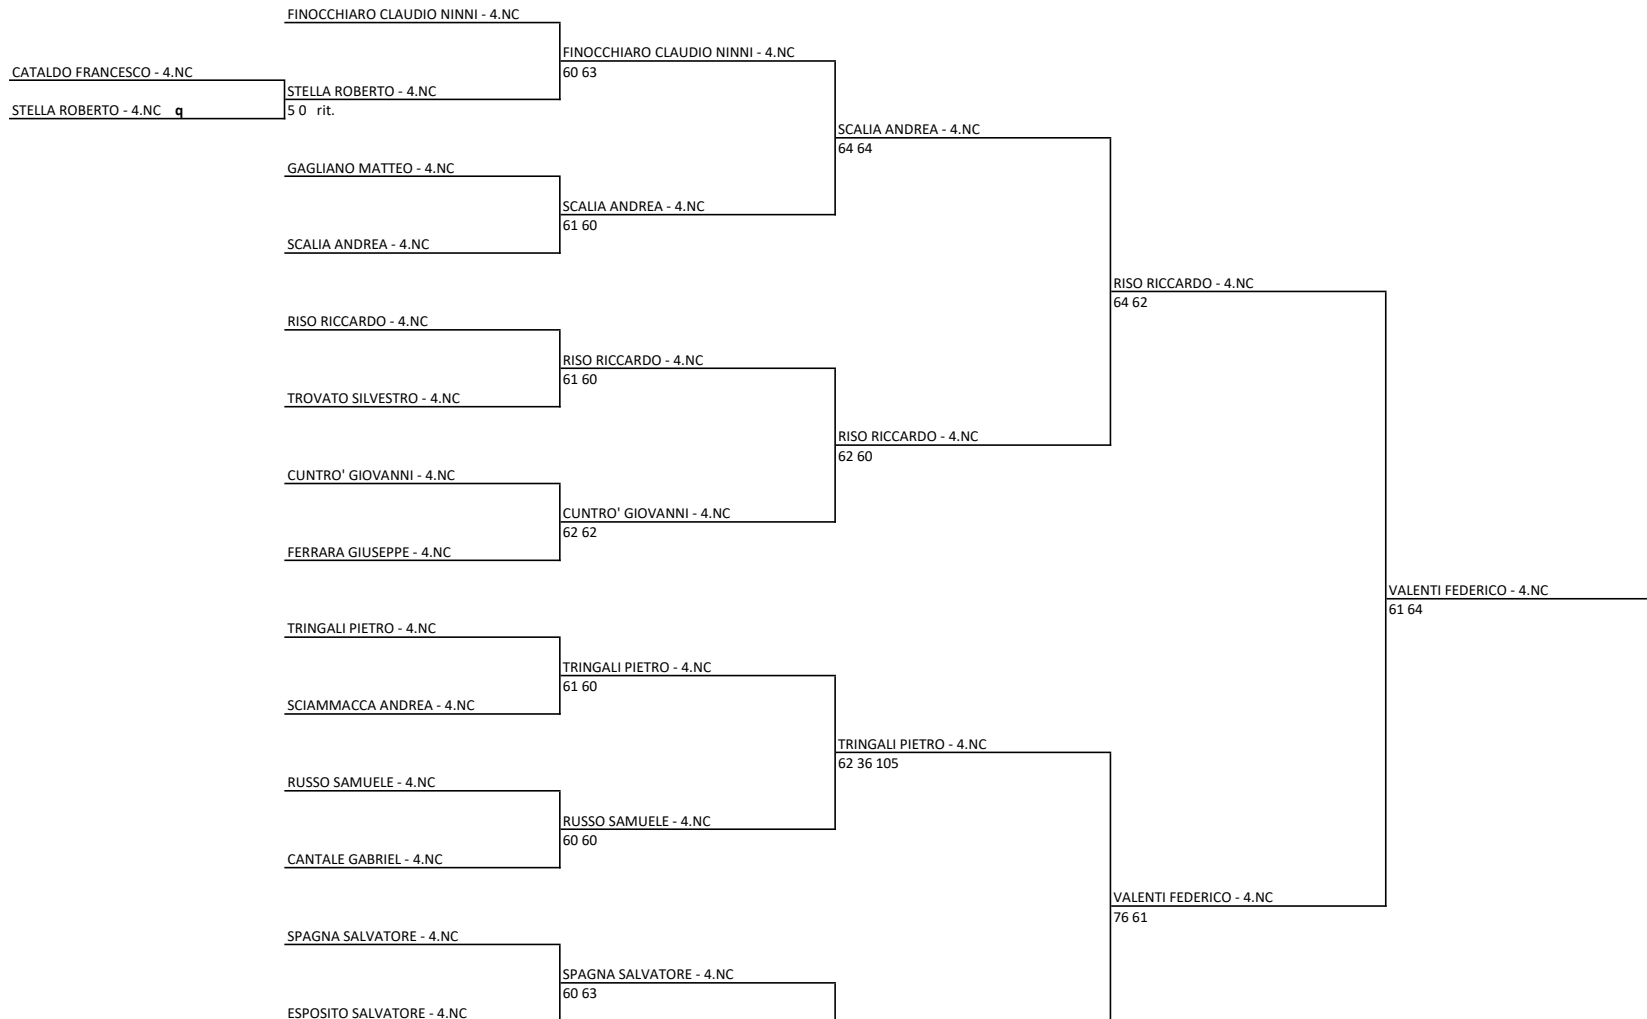 FINOCCHIARO CLAUDIO NINNI - 4.NC
FINOCCHIARO CLAUDIO NINNI - 4.NC
60 63
CATALDO FRANCESCO - 4.NC
STELLA ROBERTO - 4.NC
STELLA ROBERTO - 4.NC q
5 0 rit.
SCALIA ANDREA - 4.NC
64 64
GAGLIANO MATTEO - 4.NC
SCALIA ANDREA - 4.NC
61 60
SCALIA ANDREA - 4.NC
RISO RICCARDO - 4.NC
64 62
RISO RICCARDO - 4.NC
RISO RICCARDO - 4.NC
61 60
TROVATO SILVESTRO - 4.NC
RISO RICCARDO - 4.NC
62 60
CUNTRO' GIOVANNI - 4.NC
CUNTRO' GIOVANNI - 4.NC
62 62
FERRARA GIUSEPPE - 4.NC
VALENTI FEDERICO - 4.NC
61 64
TRINGALI PIETRO - 4.NC
TRINGALI PIETRO - 4.NC
61 60
SCIAMMACCA ANDREA - 4.NC
TRINGALI PIETRO - 4.NC
62 36 105
RUSSO SAMUELE - 4.NC
RUSSO SAMUELE - 4.NC
60 60
CANTALE GABRIEL - 4.NC
VALENTI FEDERICO - 4.NC
76 61
SPAGNA SALVATORE - 4.NC
SPAGNA SALVATORE - 4.NC
60 63
ESPOSITO SALVATORE - 4.NC